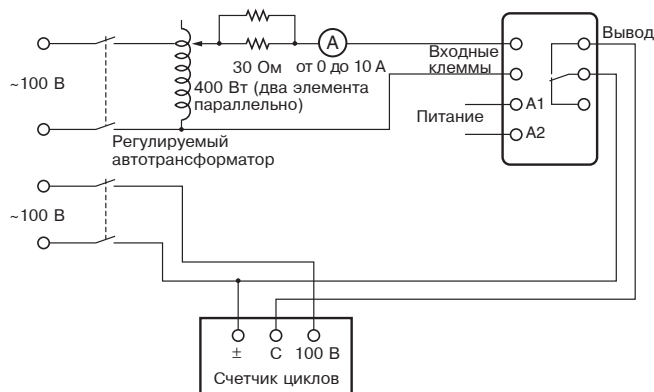 ~100 В
30 Ом
400 Вт (два элемента
параллельно)
A
от 0 до 10 А
Регулируемый
автотрансформатор
Входные
клеммы
Питание
A1
A2
Вывод
~100 В
±
С
100 В
Счетчик циклов